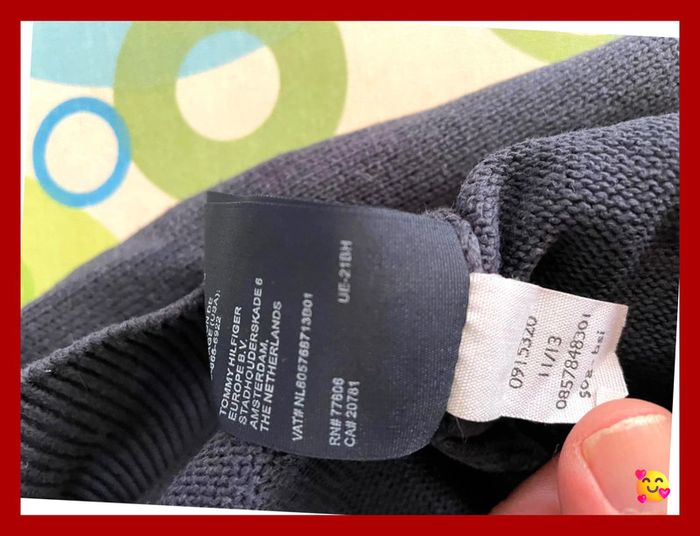 TOMMY HILFIGER
EUROPE B.V.
STADHOUDERSKADE 6
AMSTERDAM,
THE NETHERLANDS
VAT# NL805768713B01
UE-21BH
RN# 77806
CA# 20781
0915320
11/13
0857848301